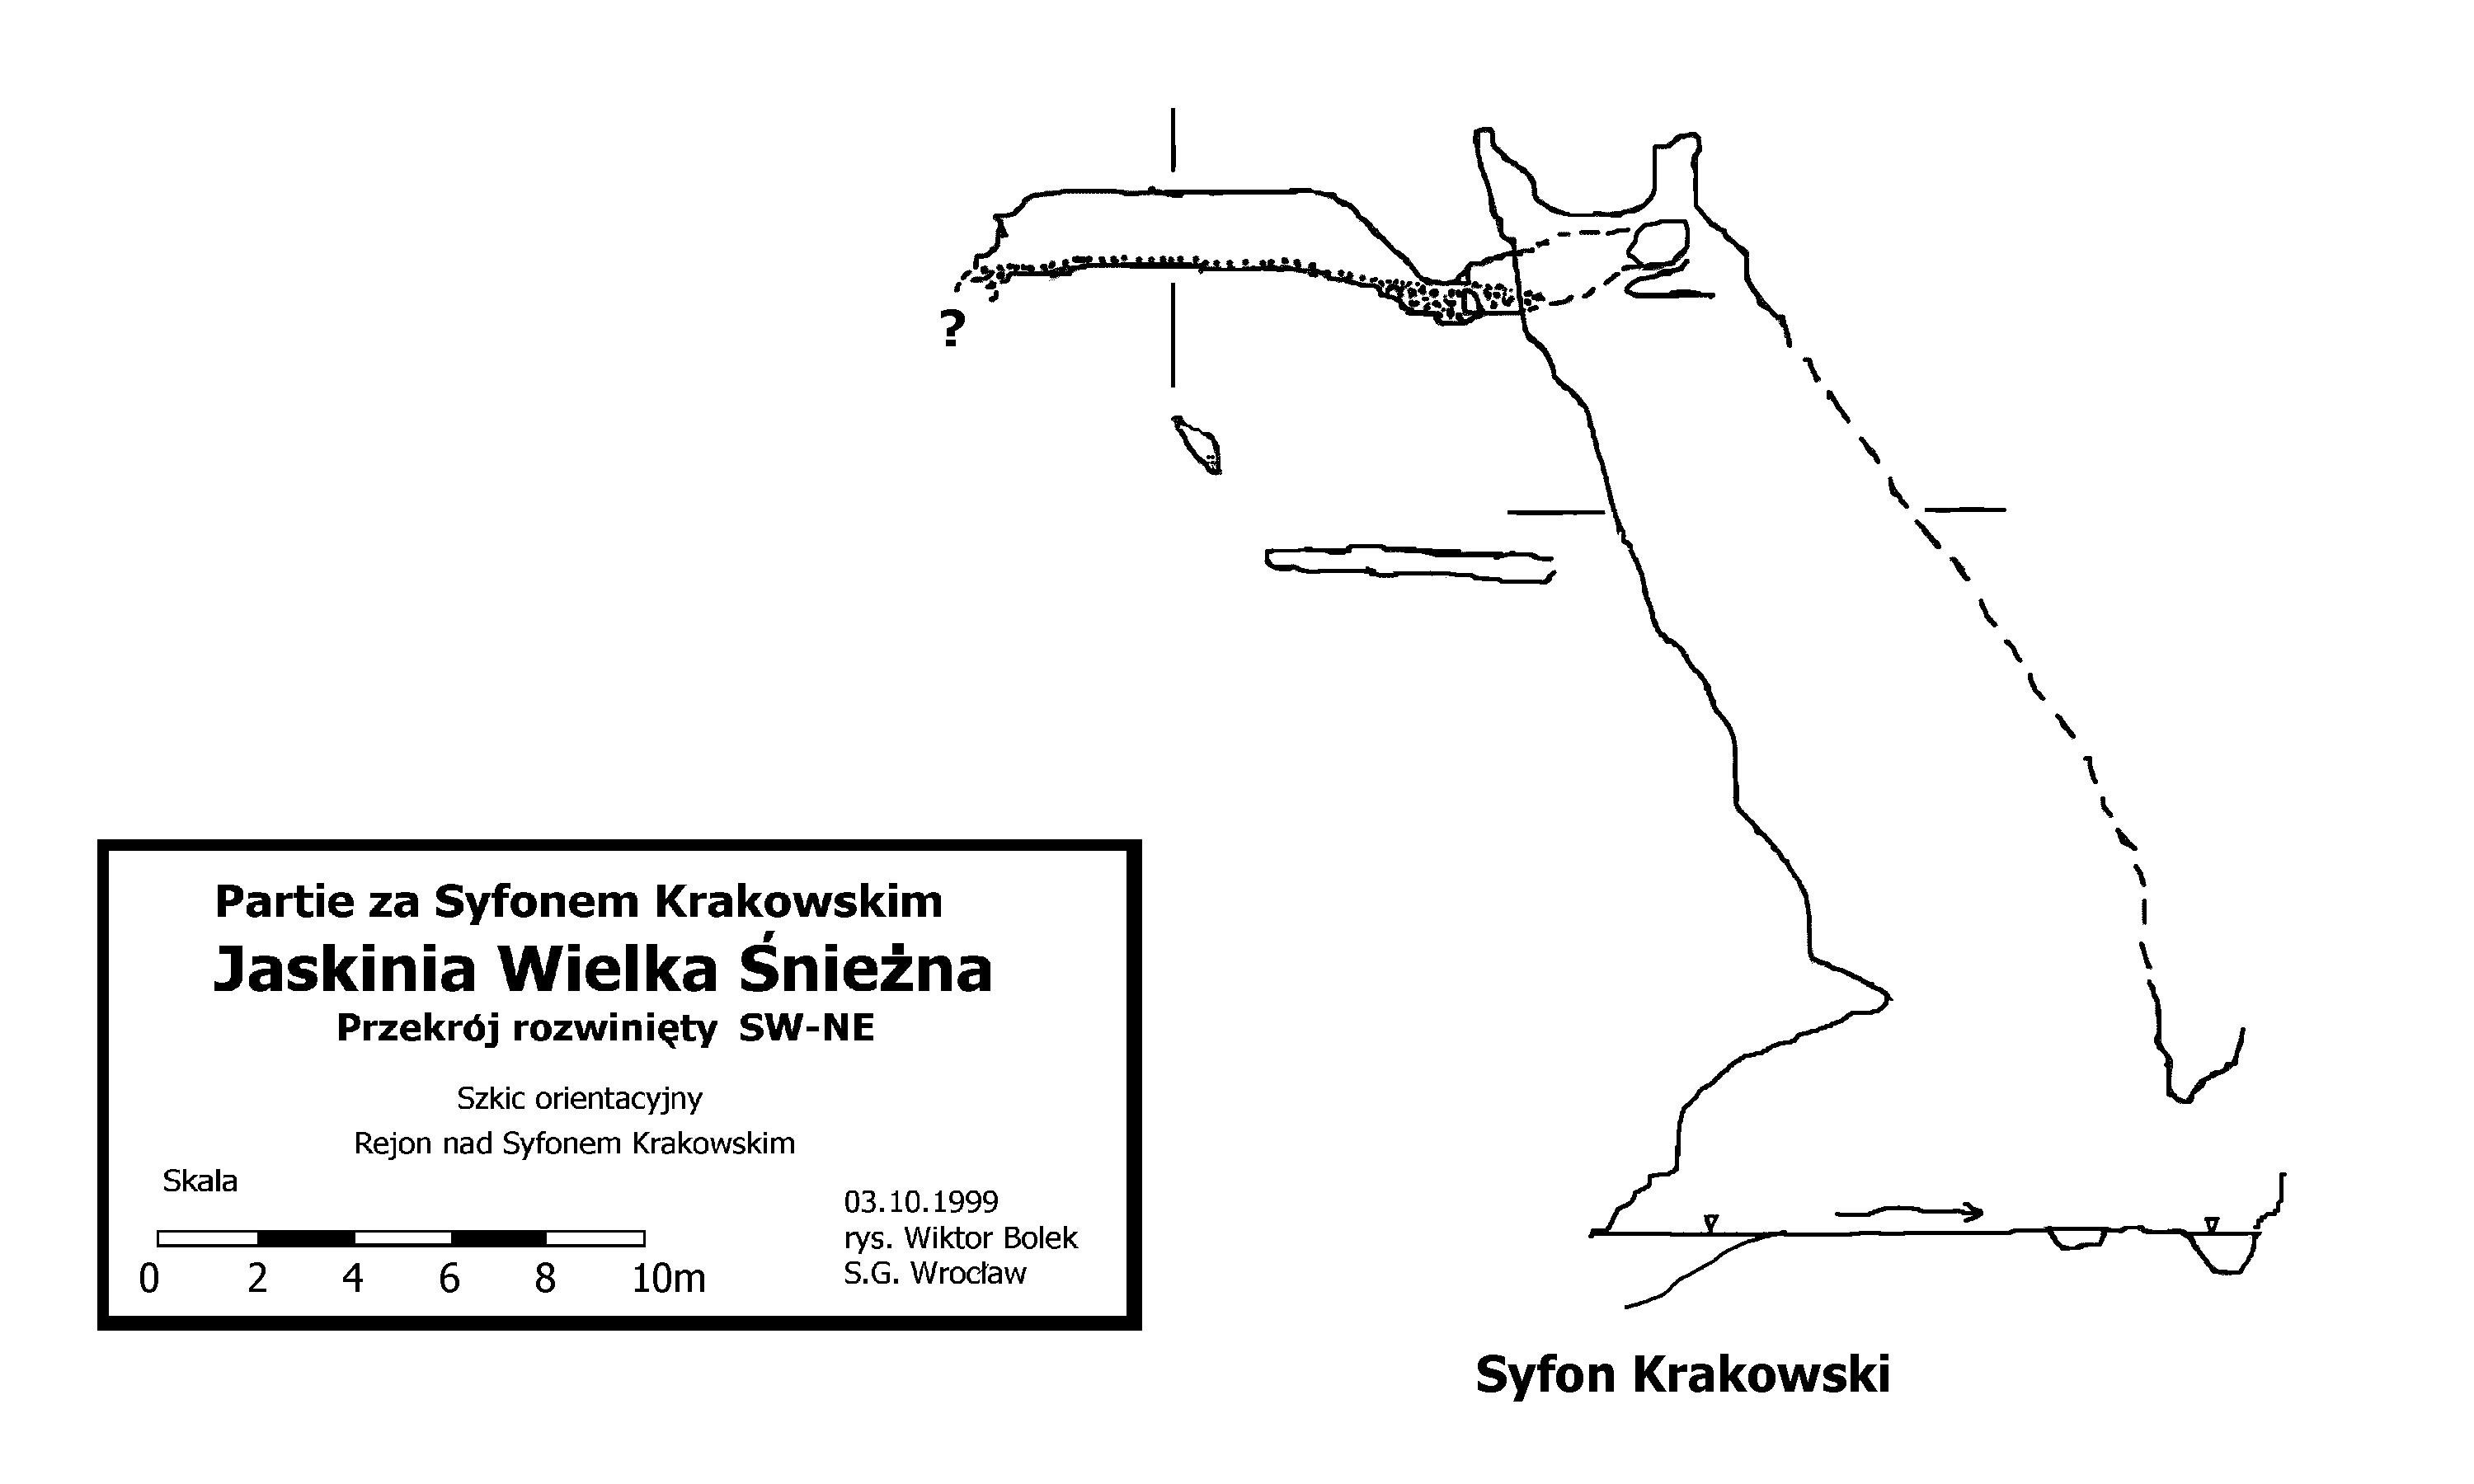 ?
Partie za Syfonem Krakowskim
Jaskinia Wielka Śnieżna
Przekrój rozwinięty SW-NE
Szkic orientacyjny
Rejon nad Syfonem Krakowskim
Skala
0 2 4 6 8 10m
03.10.1999
rys. Wiktor Bolek
S.G. Wrocław
Syfon Krakowski